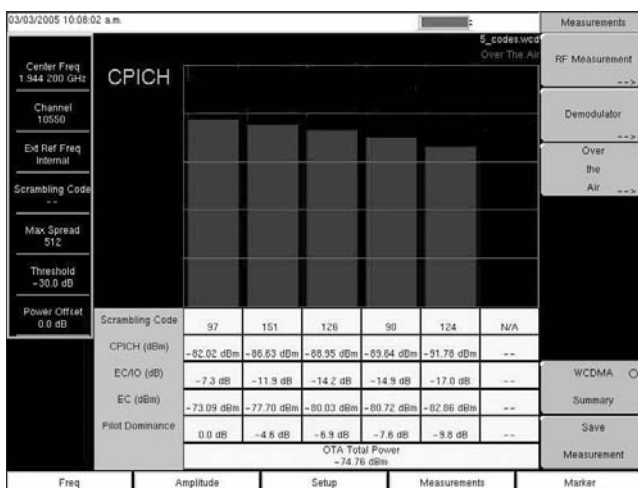 03/03/2005 10:08:02 a.m.
Measurements
5_codes.wcd
Over The Air
Center Freq
1.944 200 GHz
Channel
10550
Ext Ref Freq
Internal
Scrambling Code
--
Max Spread
512
Threshold
-30.0 dB
Power Offset
0.0 dB
CPICH
RF Measurement
-->
Demodulator
-->
Over
the
Air -->
Scrambling Code 97 151 126 90 124 N/A
CPICH (dBm) -82.02 dBm -86.63 dBm -88.95 dBm -89.64 dBm -91.78 dBm --
EC/IO (dB) -7.3 dB -11.9 dB -14.2 dB -14.9 dB -17.0 dB --
EC (dBm) -73.09 dBm -77.70 dBm -80.03 dBm -80.72 dBm -82.86 dBm --
Pilot Dominance 0.0 dB -4.6 dB -6.9 dB -7.6 dB -9.8 dB --
OTA Total Power
-74.76 dBm
WCDMA
Summary
Save
Measurement
Freq Amplitude Setup Measurements Marker